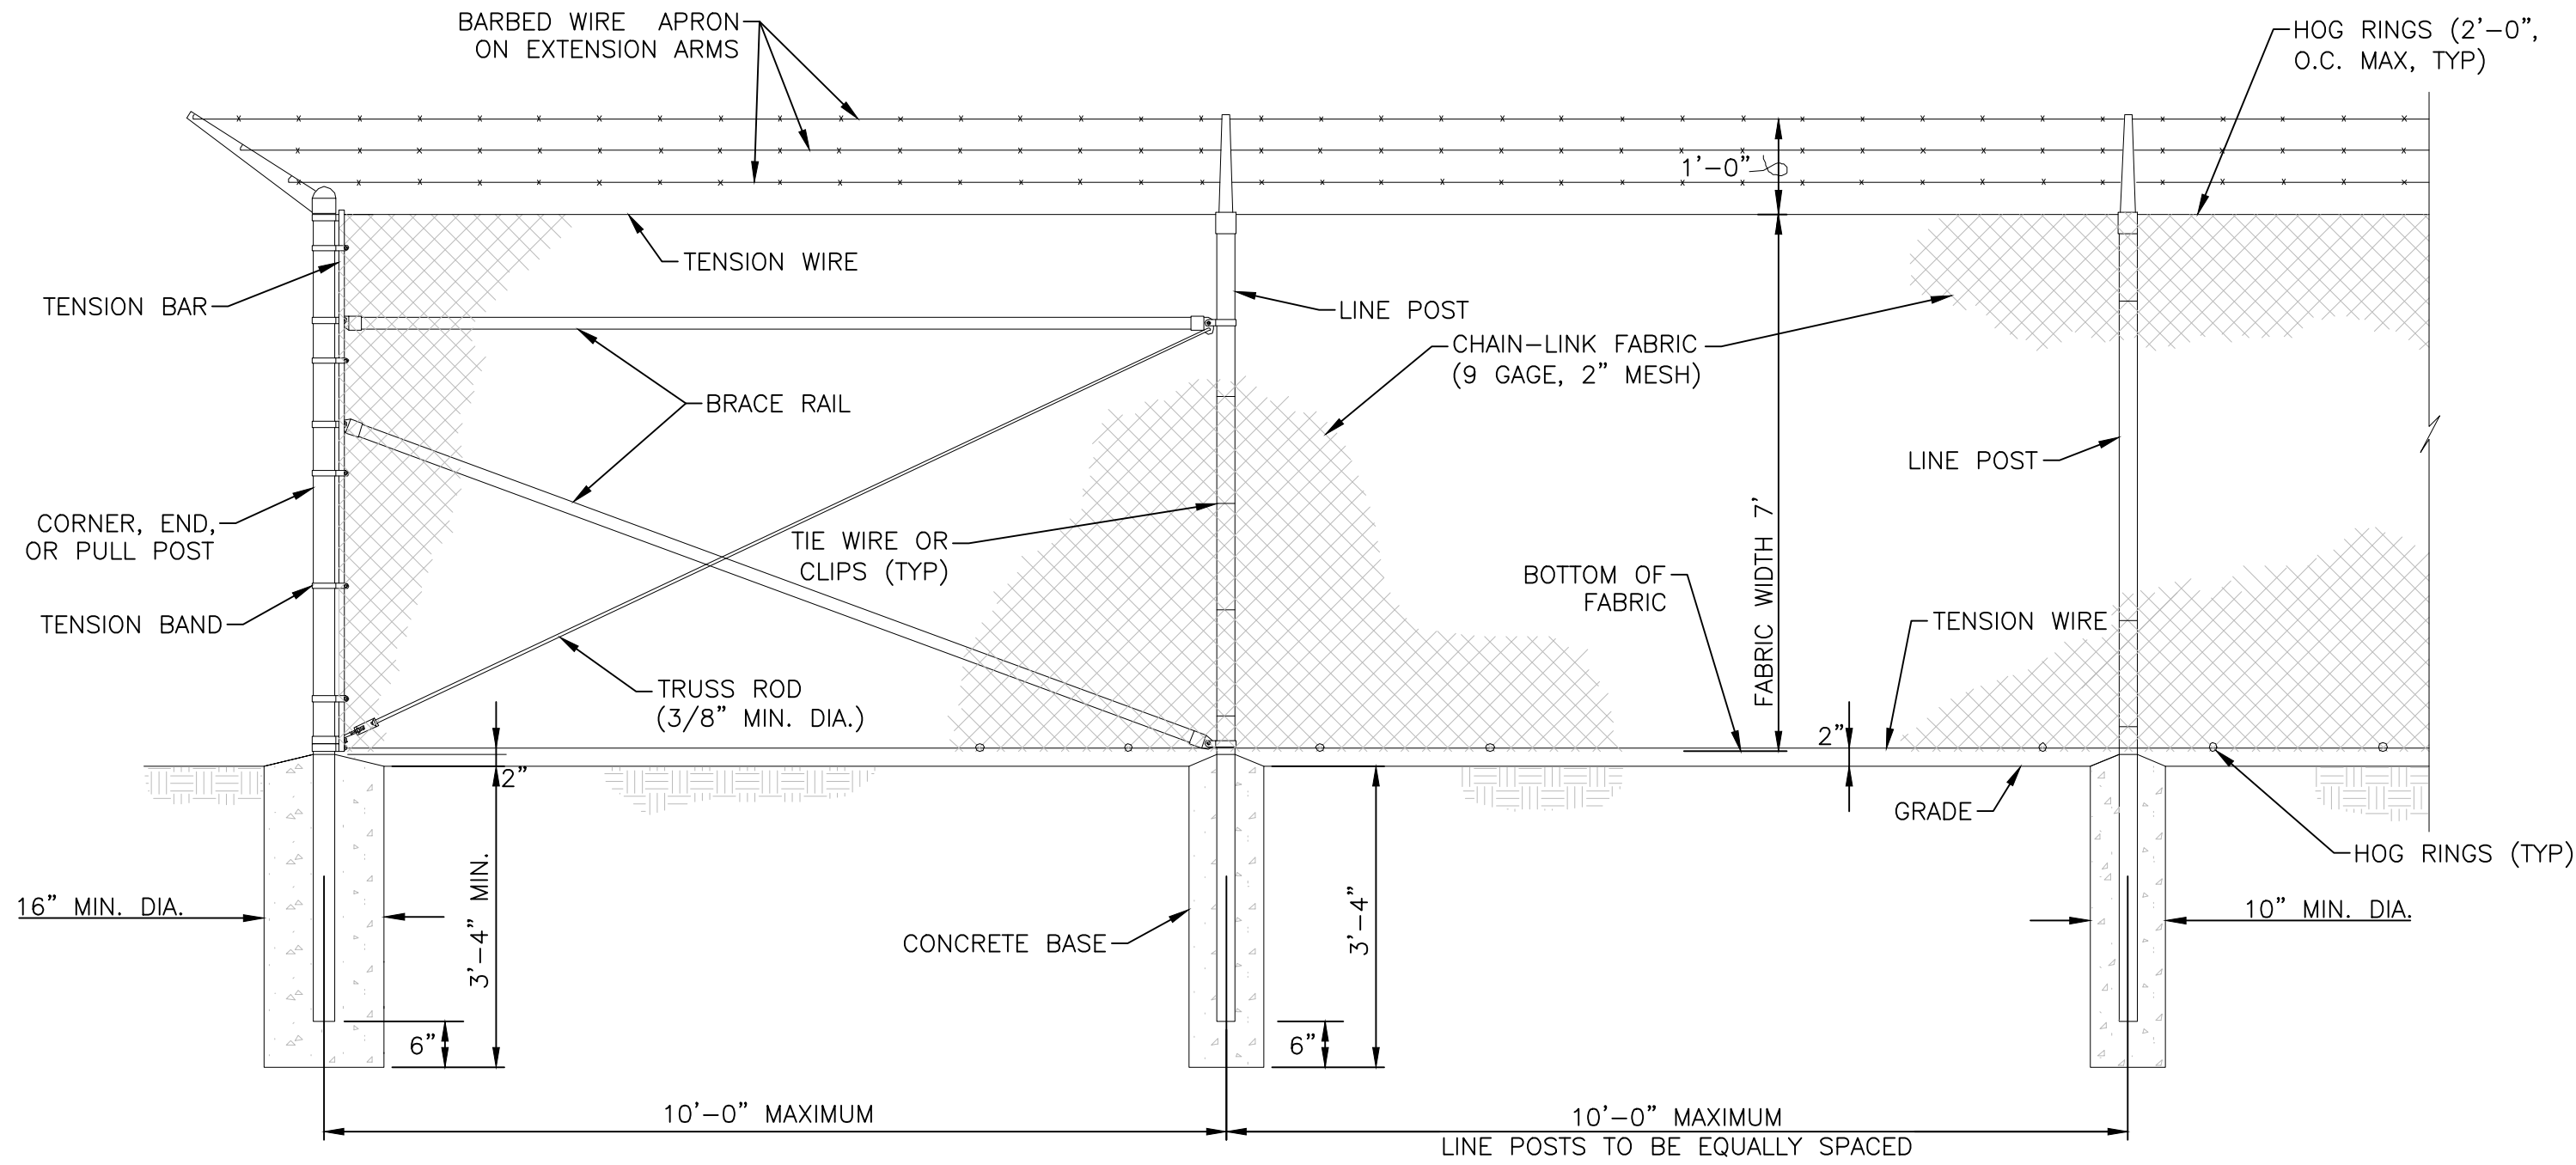 BARBED WIRE APRON
ON EXTENSION ARMS
HOG RINGS (2'-0",
O.C. MAX, TYP)
1'-0"
TENSION WIRE
TENSION BAR
LINE POST
CHAIN-LINK FABRIC
(9 GAGE, 2" MESH)
BRACE RAIL
LINE POST
CORNER, END,
OR PULL POST
TIE WIRE OR
CLIPS (TYP)
FABRIC WIDTH 7'
BOTTOM OF
FABRIC
TENSION BAND
TENSION WIRE
TRUSS ROD
(3/8" MIN. DIA.)
2"
2"
GRADE
HOG RINGS (TYP)
16" MIN. DIA.
3'-4" MIN.
CONCRETE BASE
3'-4"
10" MIN. DIA.
6"
6"
10'-0" MAXIMUM
10'-0" MAXIMUM
LINE POSTS TO BE EQUALLY SPACED